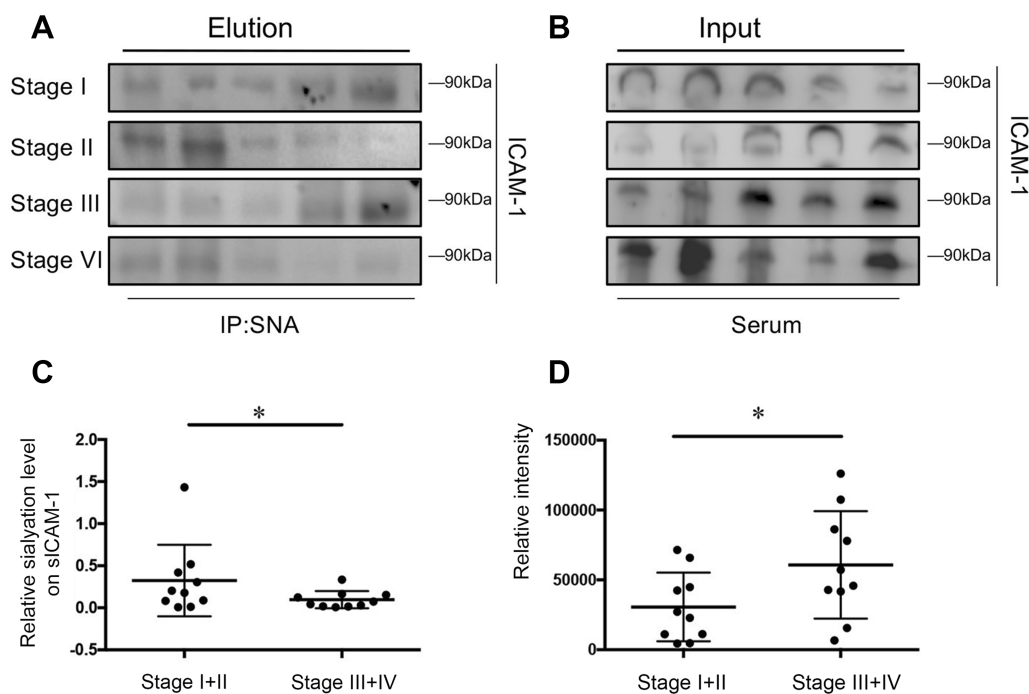 A
Elution
Stage I
—90kDa
Stage II
—90kDa
Stage III
—90kDa
Stage VI
—90kDa
ICAM-1
IP:SNA
B
Input
—90kDa
—90kDa
—90kDa
—90kDa
ICAM-1
Serum
C
*
Relative sialyation level
on sICAM-1
2.0
1.5
1.0
0.5
0.0
-0.5
Stage I+II
Stage III+IV
D
*
Relative intensity
150000
100000
50000
0
Stage I+II
Stage III+IV